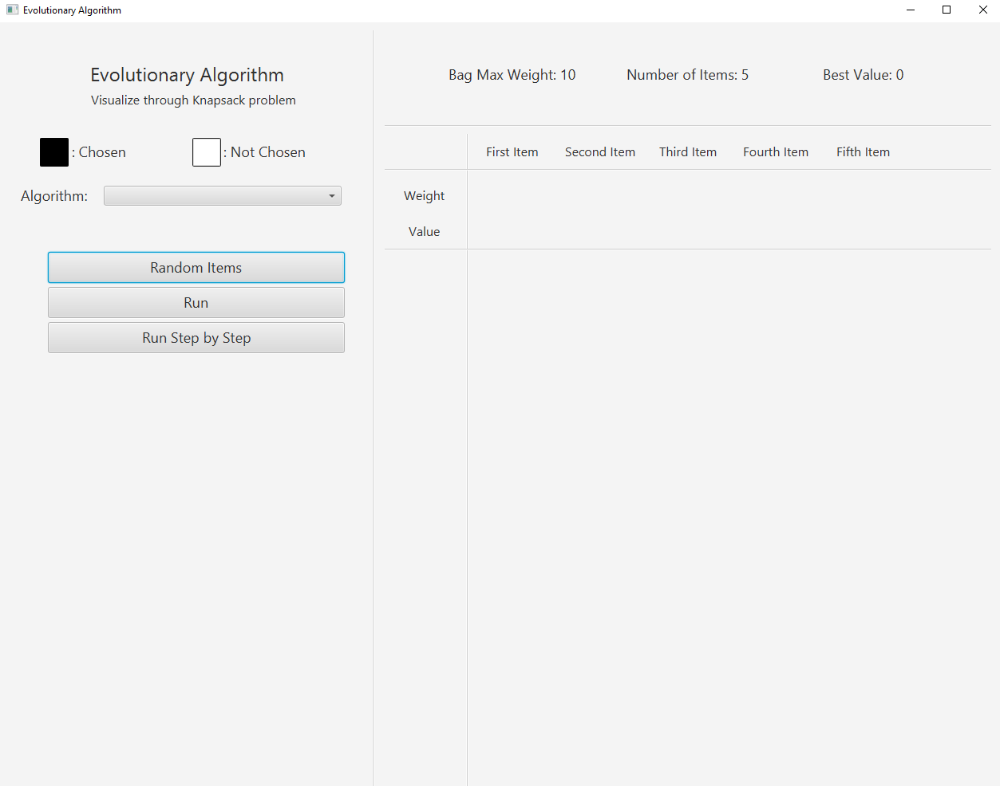 Evolutionary Algorithm
Evolutionary Algorithm
Visualize through Knapsack problem
: Chosen
: Not Chosen
Algorithm:
Random Items
Run
Run Step by Step
Bag Max Weight: 10
Number of Items: 5
Best Value: 0
First Item
Second Item
Third Item
Fourth Item
Fifth Item
Weight
Value